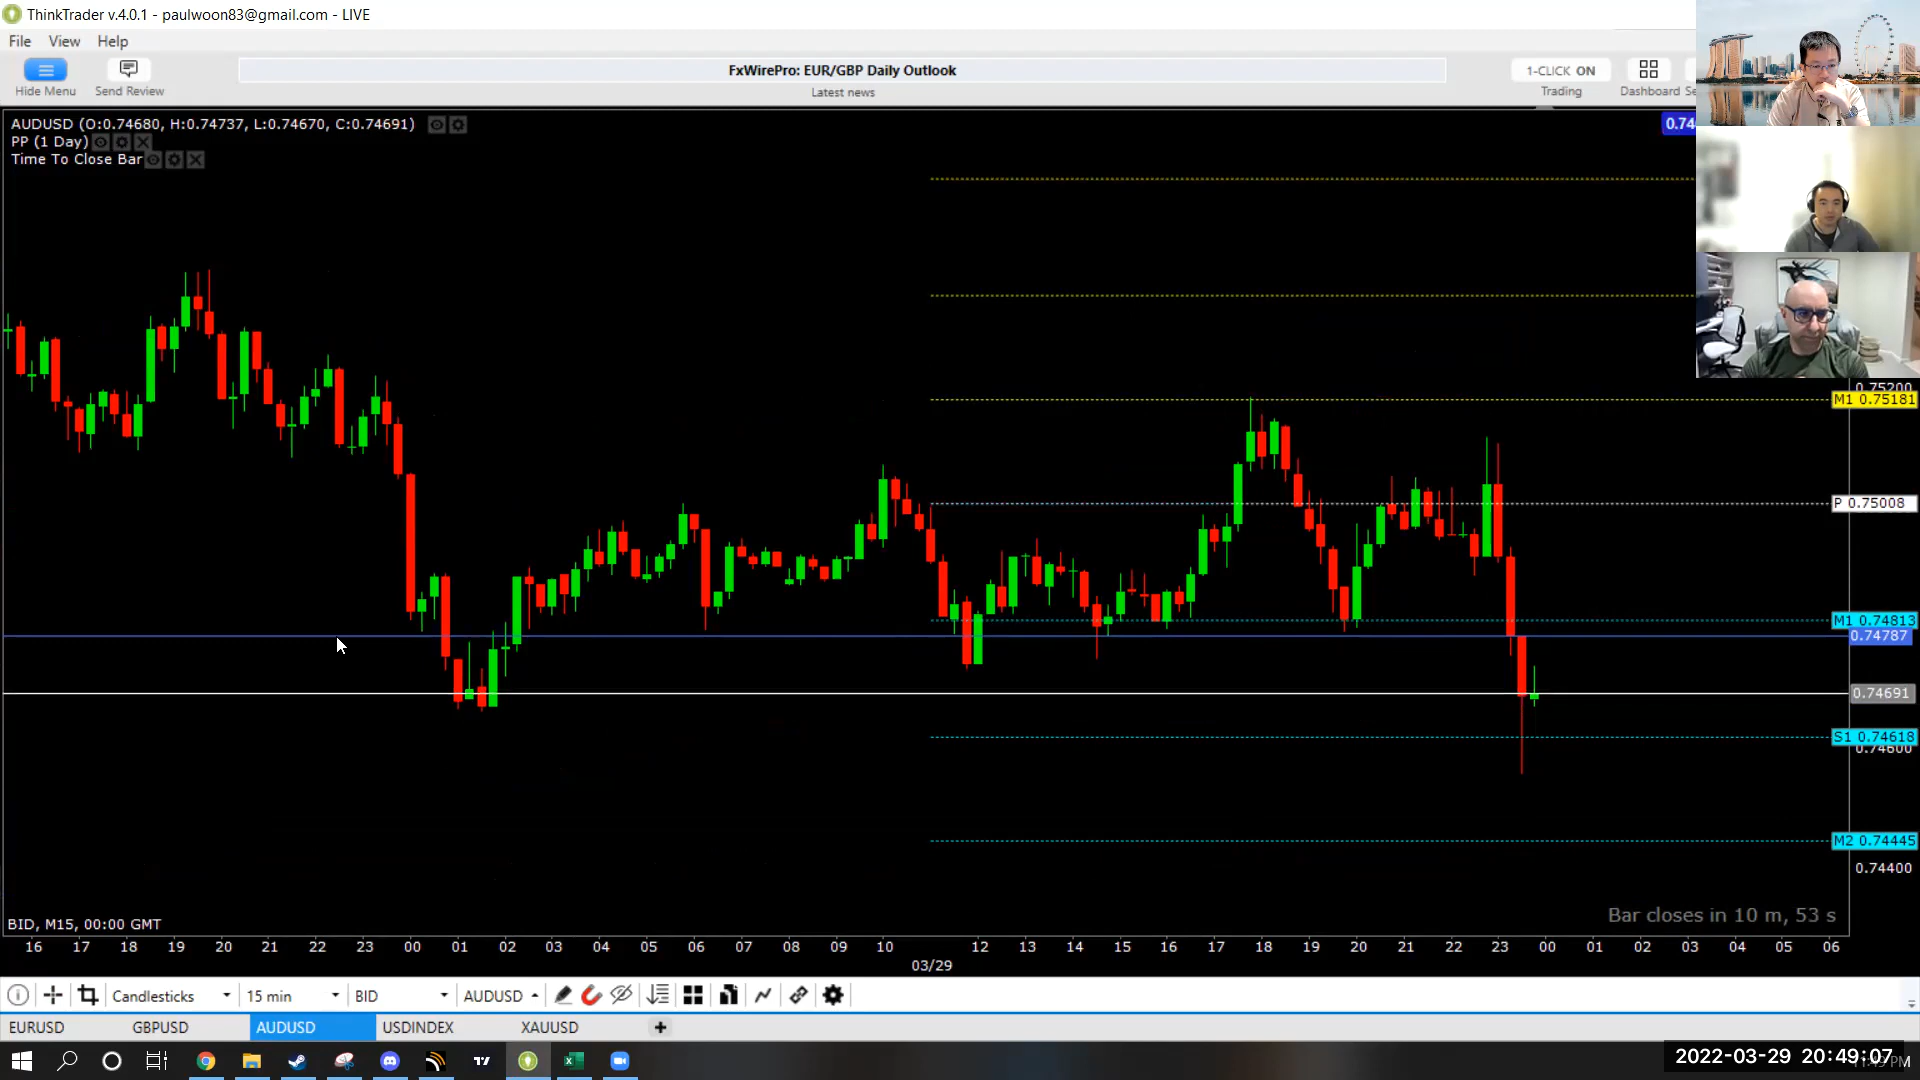 ThinkTrader v.4.0.1 - paulwoon83@gmail.com - LIVE
File View Help
Hide Menu
Send Review
FxWirePro: EUR/GBP Daily Outlook
Latest news
1-CLICK ON
Trading
Dashboard Se
AUDUSD (O:0.74680, H:0.74737, L:0.74670, C:0.74691)
PP (1 Day)
Time To Close Bar
0.74
0.75200
M1 0.75181
P 0.75008
M1 0.74813
0.74787
0.74691
S1 0.74618
0.74600
M2 0.74445
0.74400
Bar closes in 10 m, 53 s
BID, M15, 00:00 GMT
16 17 18 19 20 21 22 23 00 01 02 03 04 05 06 07 08 09 10 12 13 14 15 16 17 18 19 20 21 22 23 00 01 02 03 04 05 06
03/29
Candlesticks 15 min BID AUDUSD
EURUSD GBPUSD AUDUSD USDINDEX XAUUSD
2022-03-29 20:49:07